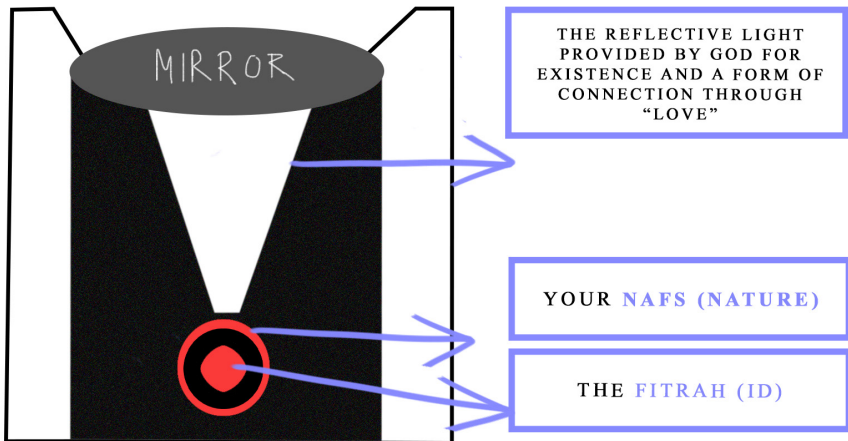 MIRROR
THE REFLECTIVE LIGHT
PROVIDED BY GOD FOR
EXISTENCE AND A FORM OF
CONNECTION THROUGH
“LOVE”
YOUR NAFS (NATURE)
THE FITRAH (ID)